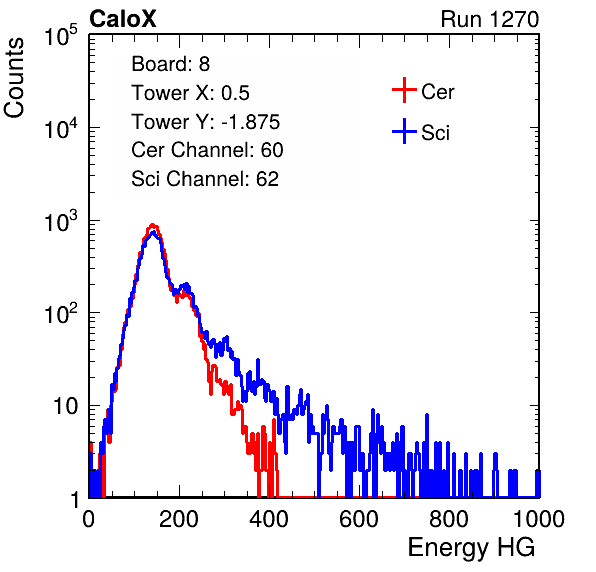 CaloX Run 1270
Counts
10^5
10^4
10^3
10^2
10
1
Board: 8
Tower X: 0.5
Tower Y: -1.875
Cer Channel: 60
Sci Channel: 62
Cer
Sci
0 200 400 600 800 1000
Energy HG